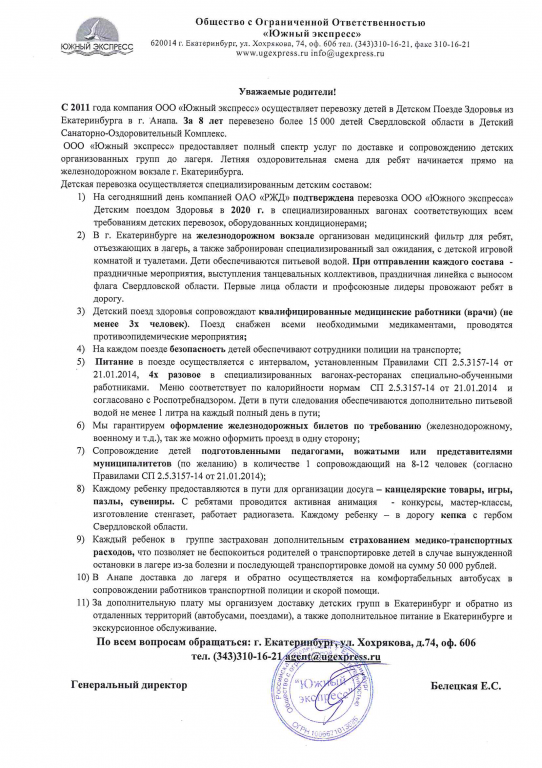 ЮЖНЫЙ ЭКСПРЕСС
Общество с Ограниченной Ответственностью
«Южный экспресс»
620014 г. Екатеринбург, ул. Хохрякова, 74, оф. 606 тел. (343)310-16-21, факс 310-16-21
www.ugexpress.ru info@ugexpress.ru
Уважаемые родители!
С 2011 года компания ООО «Южный экспресс» осуществляет перевозку детей в Детском Поезде Здоровья из
Екатеринбурга в г. Анапа. За 8 лет перевезено более 15 000 детей Свердловской области в Детский
Санаторно-Оздоровительный Комплекс.
ООО «Южный экспресс» предоставляет полный спектр услуг по доставке и сопровождению детских
организованных групп до лагеря. Летняя оздоровительная смена для ребят начинается прямо на
железнодорожном вокзале г. Екатеринбурга.
Детская перевозка осуществляется специализированным детским составом:
1) На сегодняшний день компанией ОАО «РЖД» подтверждена перевозка ООО «Южного экспресса»
Детским поездом Здоровья в 2020 г. в специализированных вагонах соответствующих всем
требованиям детских перевозок, оборудованных кондиционерами;
2) В г. Екатеринбурге на железнодорожном вокзале организован медицинский фильтр для ребят,
отъезжающих в лагерь, а также забронирован специализированный зал ожидания, с детской игровой
комнатой и туалетами. Дети обеспечиваются питьевой водой. При отправлении каждого состава -
праздничные мероприятия, выступления танцевальных коллективов, праздничная линейка с выносом
флага Свердловской области. Первые лица области и профсоюзные лидеры провожают ребят в
дорогу.
3) Детский поезд здоровья сопровождают квалифицированные медицинские работники (врачи) (не
менее 3х человек). Поезд снабжен всеми необходимыми медикаментами, проводятся
противоэпидемические мероприятия;
4) На каждом поезде безопасность детей обеспечивают сотрудники полиции на транспорте;
5) Питание в поезде осуществляется с интервалом, установленным Правилами СП 2.5.3157-14 от
21.01.2014, 4х разовое в специализированных вагонах-ресторанах специально-обученными
работниками. Меню соответствует по калорийности нормам СП 2.5.3157-14 от 21.01.2014 и
согласовано с Роспотребнадзором. Дети в пути следования обеспечиваются дополнительно питьевой
водой не менее 1 литра на каждый полный день в пути;
6) Мы гарантируем оформление железнодорожных билетов по требованию (железнодорожному,
военному и т.д.), так же можно оформить проезд в одну сторону;
7) Сопровождение детей подготовленными педагогами, вожатыми или представителями
муниципалитетов (по желанию) в количестве 1 сопровождающий на 8-12 человек (согласно
Правилами СП 2.5.3157-14 от 21.01.2014);
8) Каждому ребенку предоставляются в пути для организации досуга – канцелярские товары, игры,
пазлы, сувениры. С ребятами проводится активная анимация - конкурсы, мастер-классы,
изготовление стенгазет, работает радиогазета. Каждому ребенку – в дорогу кепка с гербом
Свердловской области.
9) Каждый ребенок в группе застрахован дополнительным страхованием медико-транспортных
расходов, что позволяет не беспокоиться родителей о транспортировке детей в случае вынужденной
остановки в лагере из-за болезни и последующей транспортировке домой на сумму 50 000 рублей.
10) В Анапе доставка до лагеря и обратно осуществляется на комфортабельных автобусах в
сопровождении работников транспортной полиции и скорой помощи.
11) За дополнительную плату мы организуем доставку детских групп в Екатеринбург и обратно из
отдаленных территорий (автобусами, поездами), а также дополнительное питание в Екатеринбурге и
экскурсионное обслуживание.
По всем вопросам обращаться: г. Екатеринбург, ул. Хохрякова, д.74, оф. 606
тел. (343)310-16-21 agent@ugexpress.ru
Генеральный директор
Белецкая Е.С.
"Южный
экспресс"